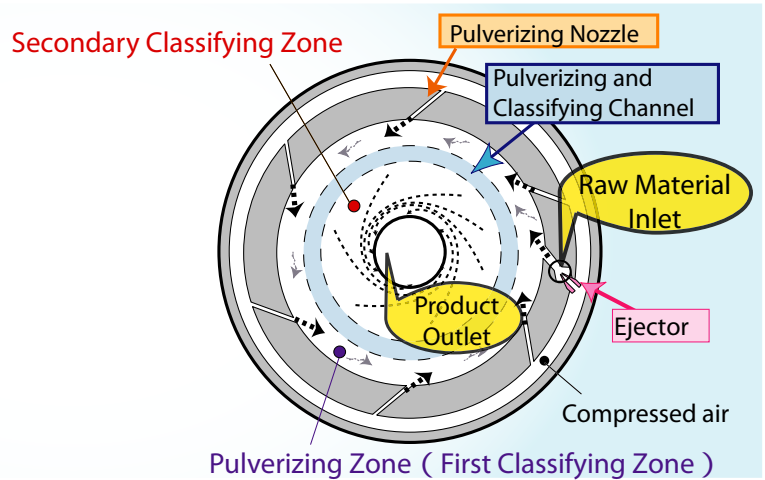 Secondary Classifying Zone
Pulverizing Nozzle
Pulverizing and
Classifying Channel
Raw Material
Inlet
Product
Outlet
Ejector
Compressed air
Pulverizing Zone ( First Classifying Zone )